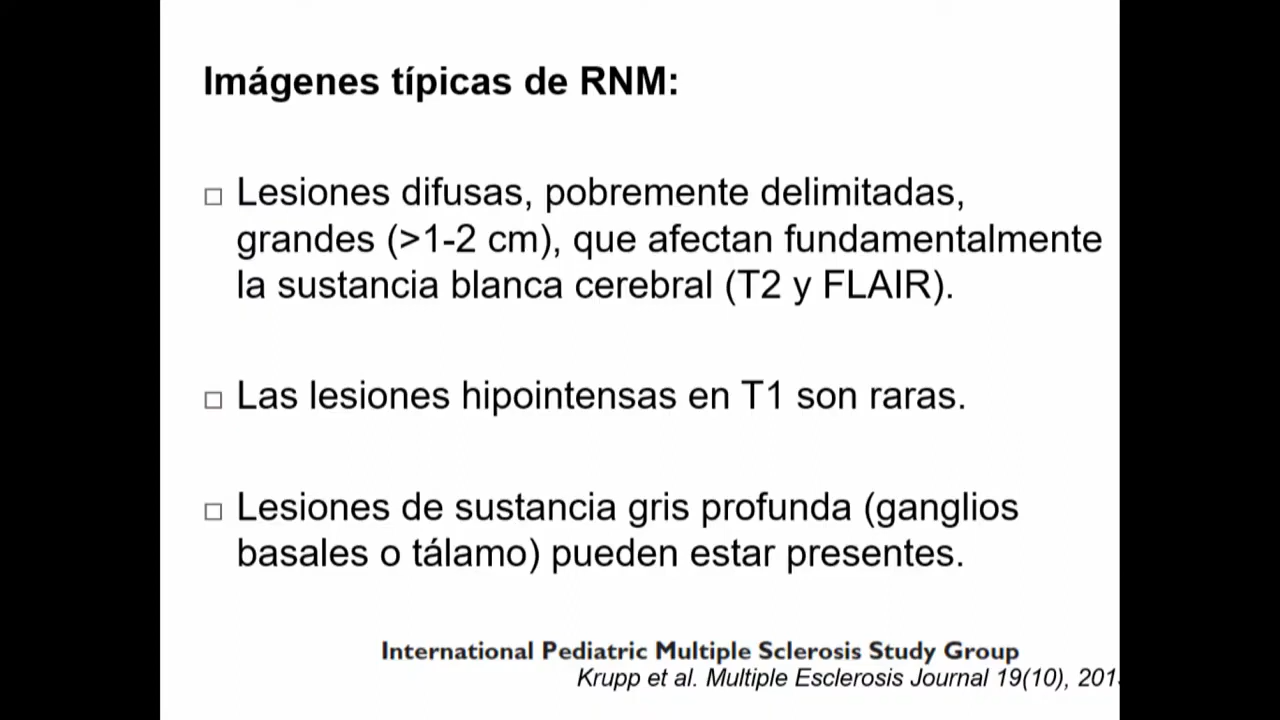 Imágenes típicas de RNM:
□ Lesiones difusas, pobremente delimitadas,
grandes (>1-2 cm), que afectan fundamentalmente
la sustancia blanca cerebral (T2 y FLAIR).
□ Las lesiones hipointensas en T1 son raras.
□ Lesiones de sustancia gris profunda (ganglios
basales o tálamo) pueden estar presentes.
International Pediatric Multiple Sclerosis Study Group
Krupp et al. Multiple Esclerosis Journal 19(10), 201